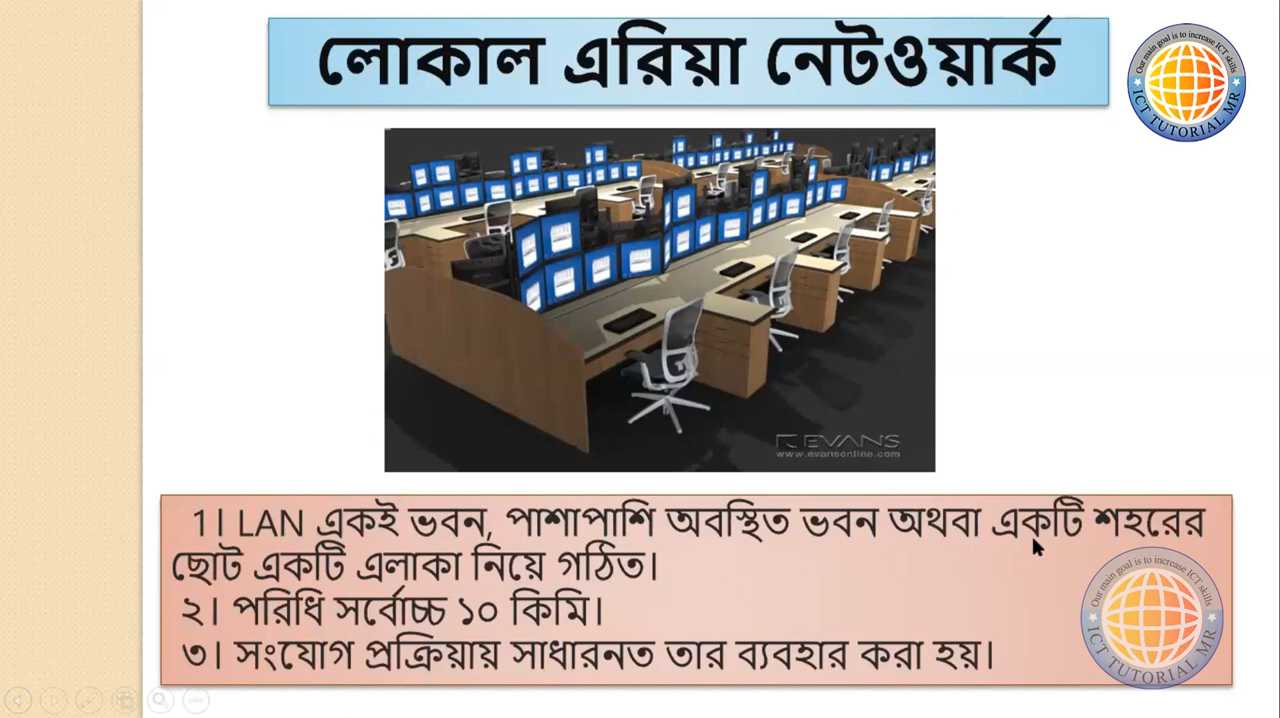 লোকাল এরিয়া নেটওয়ার্ক
Our main goal is to increase ICT skills
ICT TUTORIAL MR
EVANS
www.evansonline.com
1। LAN একই ভবন, পাশাপাশি অবস্থিত ভবন অথবা একটি শহরের
ছোট একটি এলাকা নিয়ে গঠিত।
২। পরিধি সর্বোচ্চ ১০ কিমি।
৩। সংযোগ প্রক্রিয়ায় সাধারনত তার ব্যবহার করা হয়।
Our main goal is to increase ICT skills
ICT TUTORIAL MR